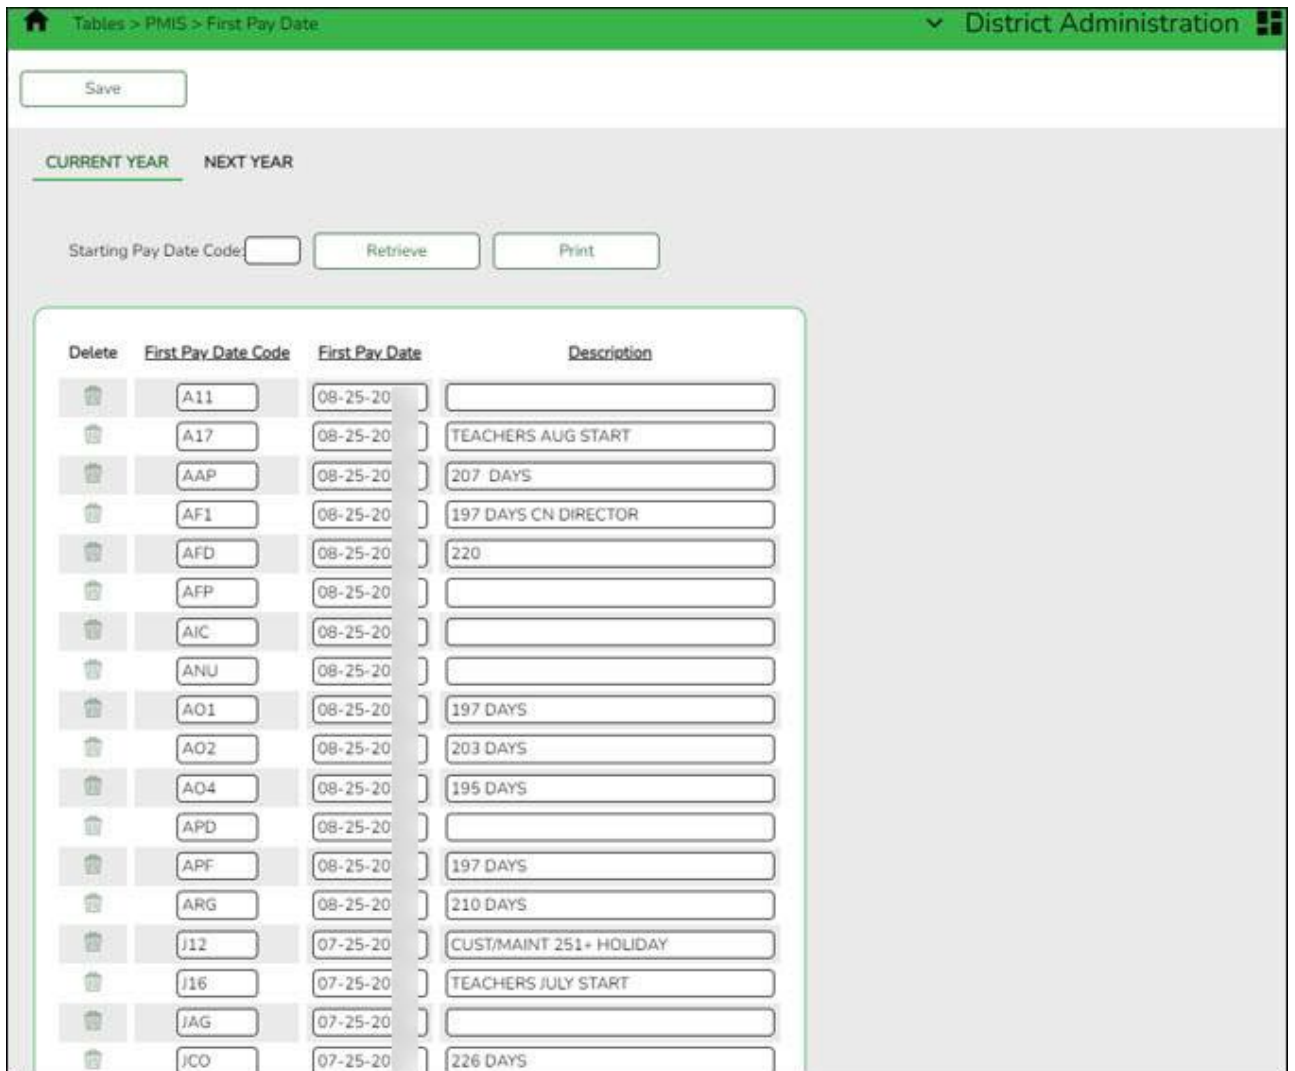 Tables > PMIS > First Pay Date District Administration
Save
CURRENT YEAR NEXT YEAR
Starting Pay Date Code: Retrieve Print
Delete First Pay Date Code First Pay Date Description
A11 08-25-20
A17 08-25-20 TEACHERS AUG START
AAP 08-25-20 207 DAYS
AF1 08-25-20 197 DAYS CN DIRECTOR
AFD 08-25-20 220
AFP 08-25-20
AIC 08-25-20
ANU 08-25-20
AO1 08-25-20 197 DAYS
AO2 08-25-20 203 DAYS
AO4 08-25-20 195 DAYS
APD 08-25-20
APF 08-25-20 197 DAYS
ARG 08-25-20 210 DAYS
J12 07-25-20 CUST/MAINT 251+ HOLIDAY
J16 07-25-20 TEACHERS JULY START
JAG 07-25-20
JCO 07-25-20 226 DAYS